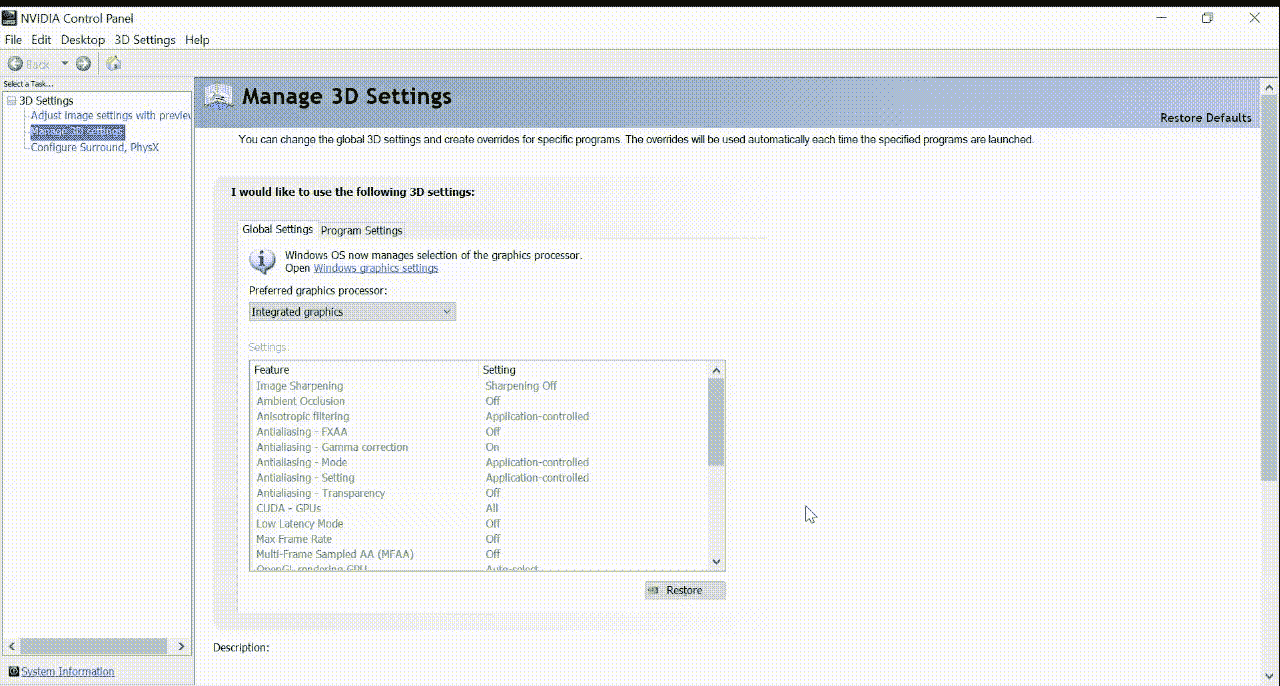 NVIDIA Control Panel
File Edit Desktop 3D Settings Help
Back
Select a Task...
3D Settings
Adjust image settings with preview
Manage 3D settings
Configure Surround, PhysX
System Information
Manage 3D Settings
Restore Defaults
You can change the global 3D settings and create overrides for specific programs. The overrides will be used automatically each time the specified programs are launched.
I would like to use the following 3D settings:
Global Settings Program Settings
Windows OS now manages selection of the graphics processor.
Open Windows graphics settings
Preferred graphics processor:
Integrated graphics
Settings:
Feature Setting
Image Sharpening Sharpening Off
Ambient Occlusion Off
Anisotropic filtering Application-controlled
Antialiasing - FXAA Off
Antialiasing - Gamma correction On
Antialiasing - Mode Application-controlled
Antialiasing - Setting Application-controlled
Antialiasing - Transparency Off
CUDA - GPUs All
Low Latency Mode Off
Max Frame Rate Off
Multi-Frame Sampled AA (MFAA) Off
OpenGL rendering GPU Auto-select
Restore
Description: